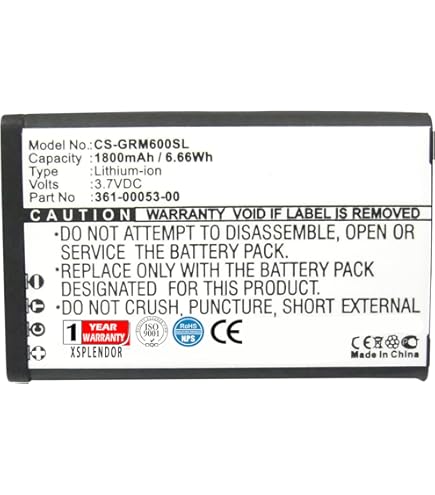 Model No.: CS-GRM600SL
Capacity: 1800mAh / 6.66Wh
Type: Lithium-ion
Volts: 3.7VDC
Part #: 361-00053-00
CAUTION: WARRANTY VOID IF LABEL IS REMOVED
•DO NOT ATTEMPT TO DISASSEMBLE, OPEN OR
SERVICE THE BATTERY PACK.
•REPLACE ONLY WITH THE BATTERY PACK
DESIGNATED FOR THIS PRODUCT.
•DO NOT CRUSH, PUNCTURE, SHORT EXTERNAL
1 YEAR
WARRANTY
XSPLENDOR
ISO
9001
RoHS
NPS
CE
Made In China